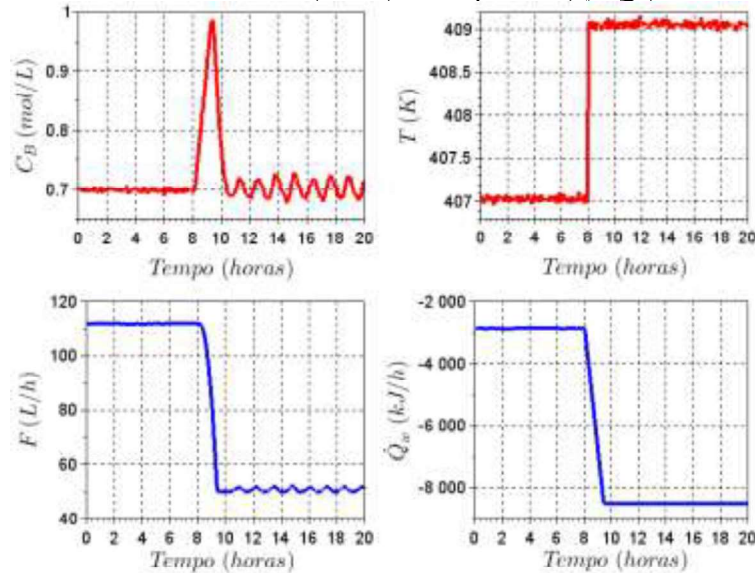 1
0.9
0.8
0.7
C_B (mol/L)
0 2 4 6 8 10 12 14 16 18 20
Tempo (horas)
409
408.5
408
407.5
407
T (K)
0 2 4 6 8 10 12 14 16 18 20
Tempo (horas)
120
100
80
60
40
F (L/h)
0 2 4 6 8 10 12 14 16 18 20
Tempo (horas)
-2 000
-4 000
-6 000
-8 000
Q̇_w (kJ/h)
0 2 4 6 8 10 12 14 16 18 20
Tempo (horas)